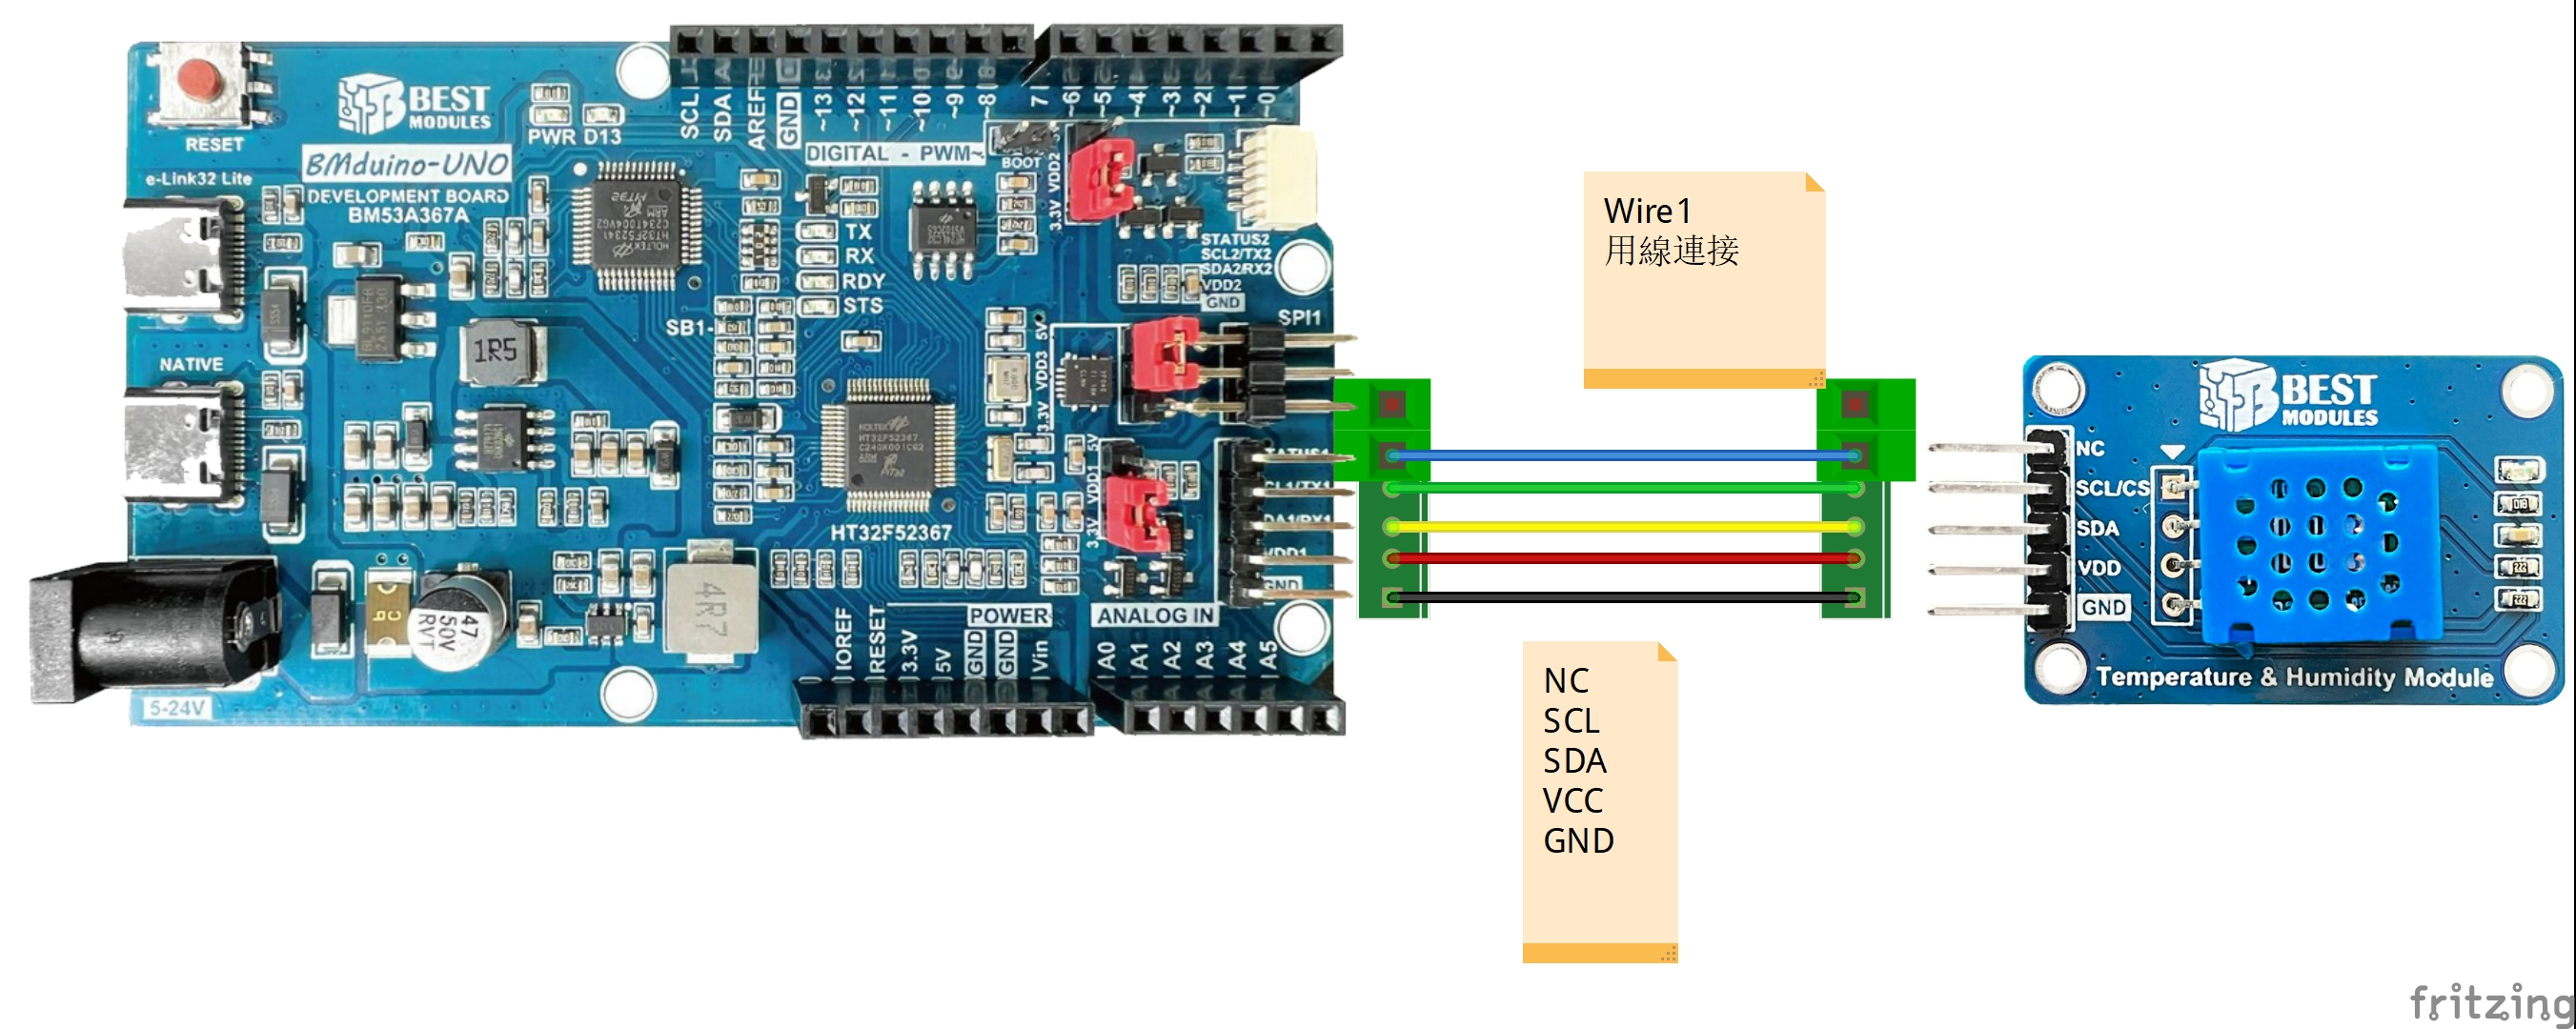 RESET
e-Link32 Lite
BEST
MODULES
BMduino-UNO
DEVELOPMENT BOARD
BM53A367A
PWR D13
SCL
SDA
AREF
GND
~13
~12
~11
~10
~9
~8
7
~6
~5
~4
~3
~2
~1
~0
DIGITAL - PWM~
BOOT
3.3V VDD2
TX
RX
RDY
STS
SB1-
STATUS2
SCL2/TX2
SDA2/RX2
VDD2
GND
SPI1
NATIVE
1R5
3.3V VDD3 5V
HOLTEK
HT32F52367
HT32F52367
3.3V VDD1 5V
VDD1
GND
4R7
47
50V
RVT
5-24V
POWER
ANALOG IN
IOREF
RESET
3.3V
5V
GND
GND
Vin
A0
A1
A2
A3
A4
A5
Wire1
用線連接
NC
SCL
SDA
VCC
GND
BEST
MODULES
NC
SCL/CS
SDA
VDD
GND
Temperature & Humidity Module
fritzing